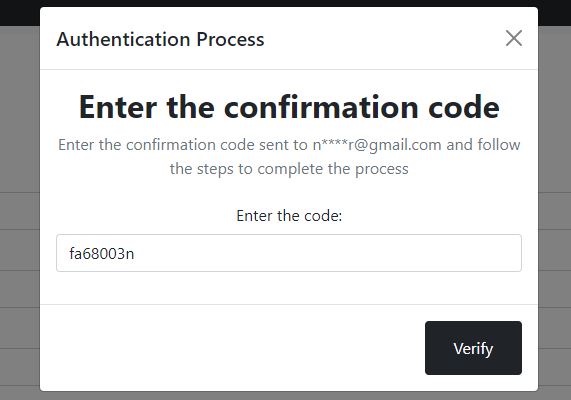 Authentication Process
Enter the confirmation code
Enter the confirmation code sent to n****r@gmail.com and follow
the steps to complete the process
Enter the code:
fa68003n
Verify